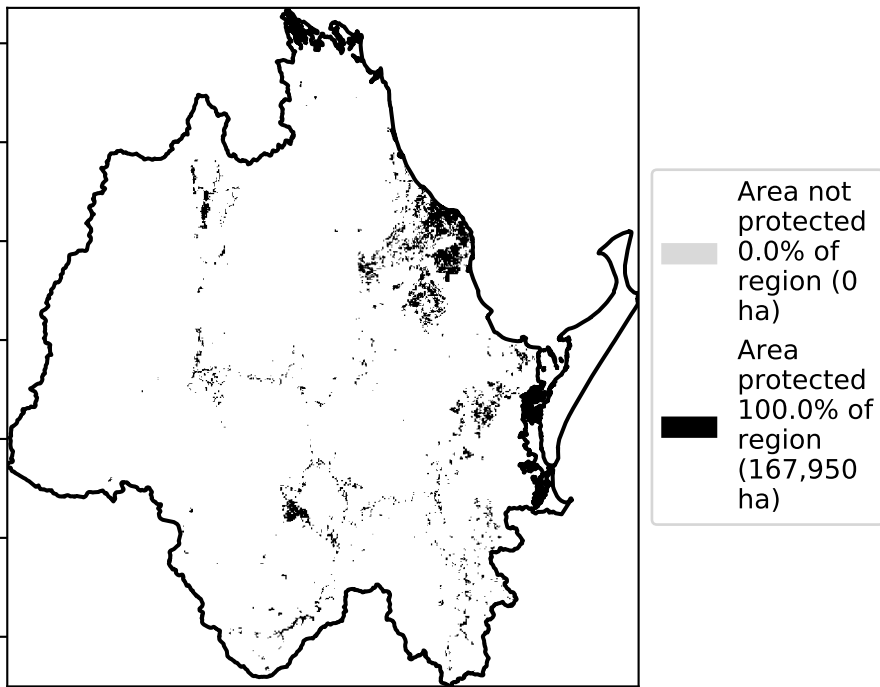 Area not
protected
0.0% of
region (0
ha)
Area
protected
100.0% of
region
(167,950
ha)